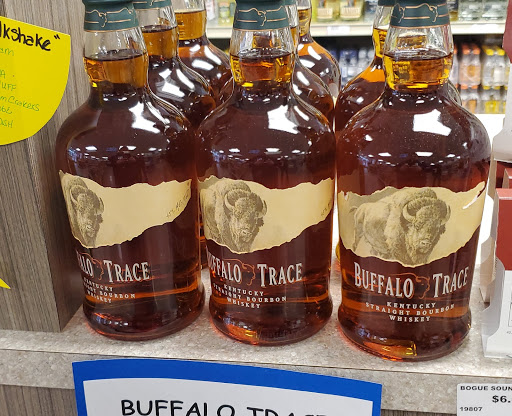 lkshake"
BUFFALO TRACE
KENTUCKY
STRAIGHT BOURBON
WHISKEY
BUFFALO TRACE
KENTUCKY
STRAIGHT BOURBON
WHISKEY
BUFFALO TRACE
KENTUCKY
STRAIGHT BOURBON
WHISKEY
BUFFALO TRACE
BOGUE SOUN
$6.
19807